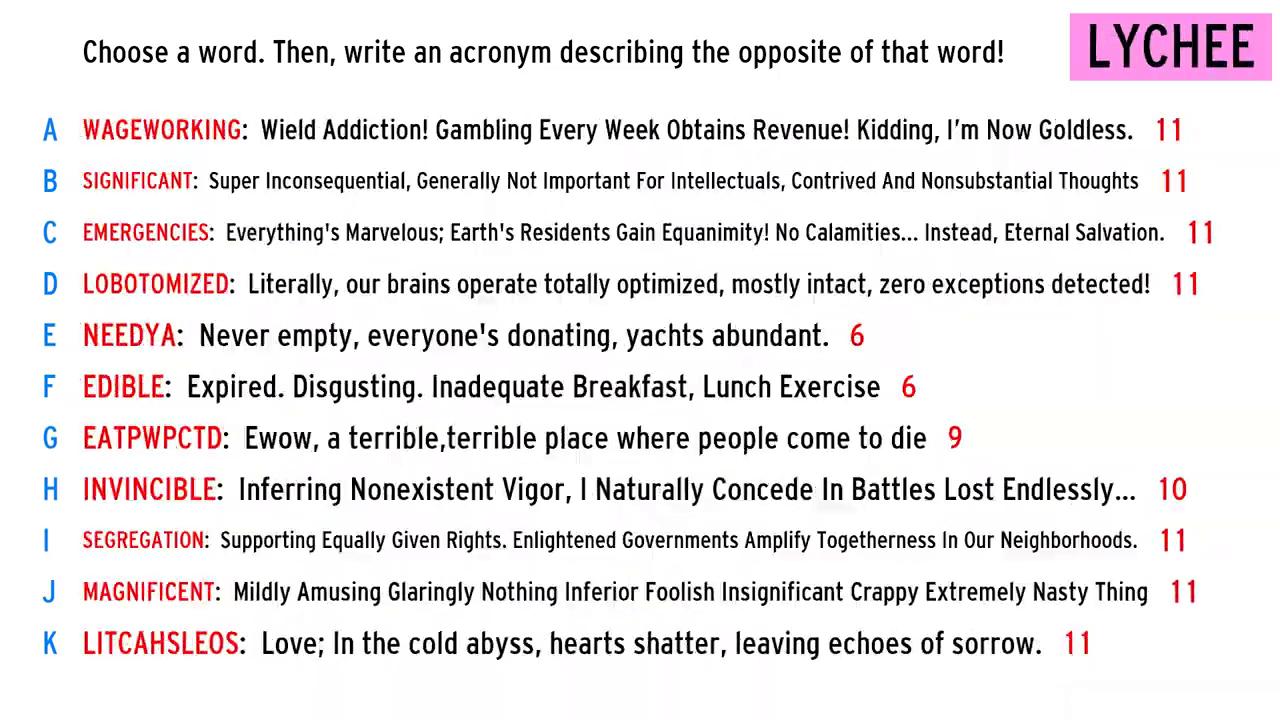 Choose a word. Then, write an acronym describing the opposite of that word!
LYCHEE
A WAGEWORKING: Wield Addiction! Gambling Every Week Obtains Revenue! Kidding, I'm Now Goldless. 11
B SIGNIFICANT: Super Inconsequential, Generally Not Important For Intellectuals, Contrived And Nonsubstantial Thoughts 11
C EMERGENCIES: Everything's Marvelous; Earth's Residents Gain Equanimity! No Calamities... Instead, Eternal Salvation. 11
D LOBOTOMIZED: Literally, our brains operate totally optimized, mostly intact, zero exceptions detected! 11
E NEEDYA: Never empty, everyone's donating, yachts abundant. 6
F EDIBLE: Expired. Disgusting. Inadequate Breakfast, Lunch Exercise 6
G EATPWPCTD: Ewow, a terrible,terrible place where people come to die 9
H INVINCIBLE: Inferring Nonexistent Vigor, I Naturally Concede In Battles Lost Endlessly... 10
I SEGREGATION: Supporting Equally Given Rights. Enlightened Governments Amplify Togetherness In Our Neighborhoods. 11
J MAGNIFICENT: Mildly Amusing Glaringly Nothing Inferior Foolish Insignificant Crappy Extremely Nasty Thing 11
K LITCAHSLEOS: Love; In the cold abyss, hearts shatter, leaving echoes of sorrow. 11